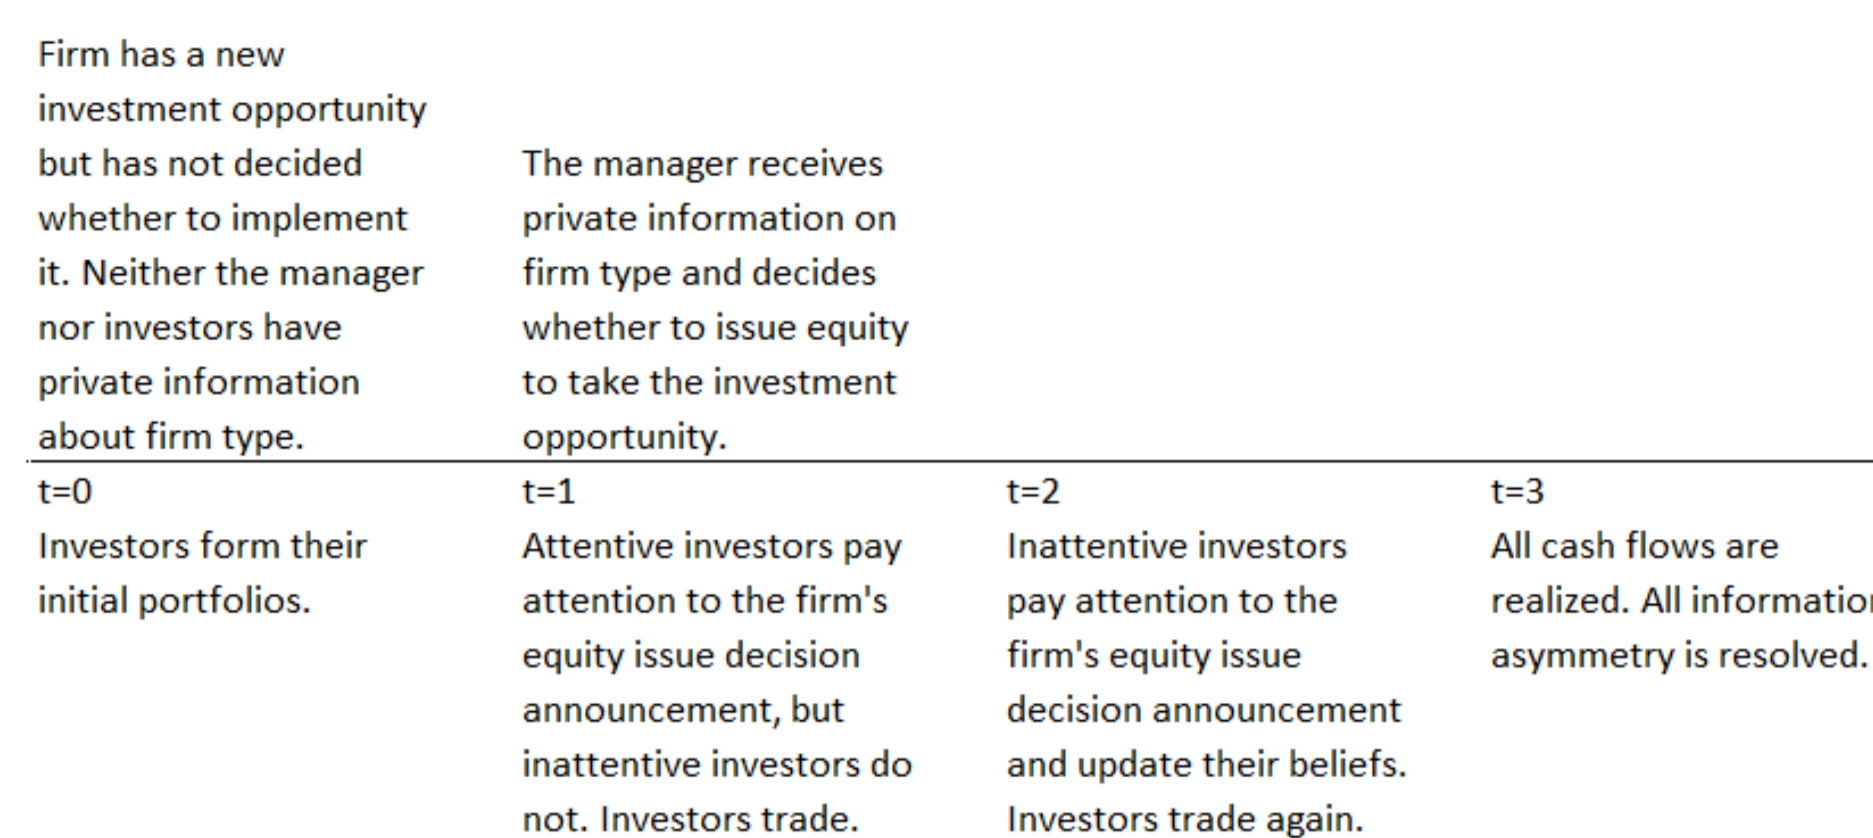 Firm has a new
investment opportunity
but has not decided
whether to implement
it. Neither the manager
nor investors have
private information
about firm type.
The manager receives
private information on
firm type and decides
whether to issue equity
to take the investment
opportunity.
t=0
Investors form their
initial portfolios.
t=1
Attentive investors pay
attention to the firm's
equity issue decision
announcement, but
inattentive investors do
not. Investors trade.
t=2
Inattentive investors
pay attention to the
firm's equity issue
decision announcement
and update their beliefs.
Investors trade again.
t=3
All cash flows are
realized. All information
asymmetry is resolved.